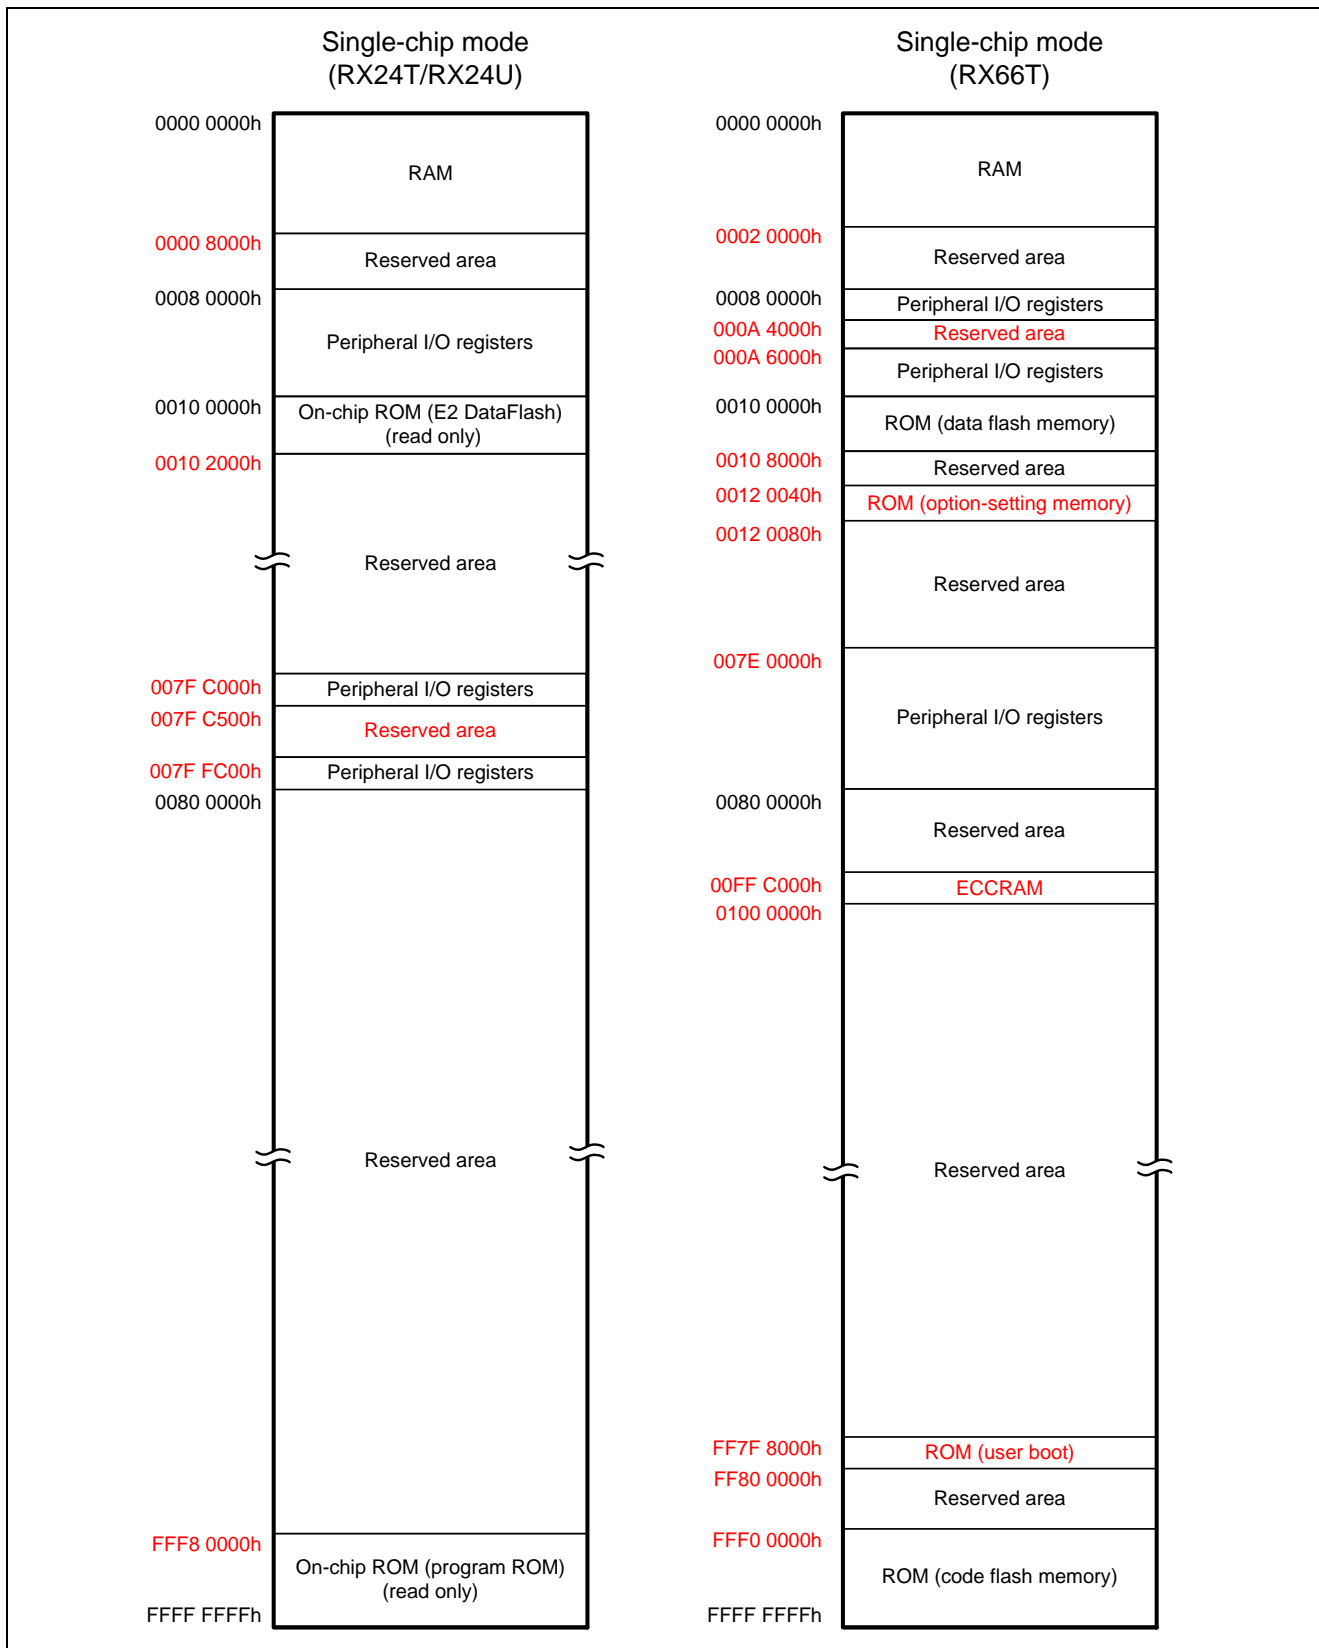 Single-chip mode
(RX24T/RX24U)
0000 0000h
RAM
0000 8000h
Reserved area
0008 0000h
Peripheral I/O registers
0010 0000h
On-chip ROM (E2 DataFlash)
(read only)
0010 2000h
Reserved area
007F C000h
Peripheral I/O registers
007F C500h
Reserved area
007F FC00h
Peripheral I/O registers
0080 0000h
Reserved area
FFF8 0000h
On-chip ROM (program ROM)
(read only)
FFFF FFFFh
Single-chip mode
(RX66T)
0000 0000h
RAM
0002 0000h
Reserved area
0008 0000h
Peripheral I/O registers
000A 4000h
Reserved area
000A 6000h
Peripheral I/O registers
0010 0000h
ROM (data flash memory)
0010 8000h
Reserved area
0012 0040h
ROM (option-setting memory)
0012 0080h
Reserved area
007E 0000h
Peripheral I/O registers
0080 0000h
Reserved area
00FF C000h
ECCRAM
0100 0000h
Reserved area
FF7F 8000h
ROM (user boot)
FF80 0000h
Reserved area
FFF0 0000h
ROM (code flash memory)
FFFF FFFFh